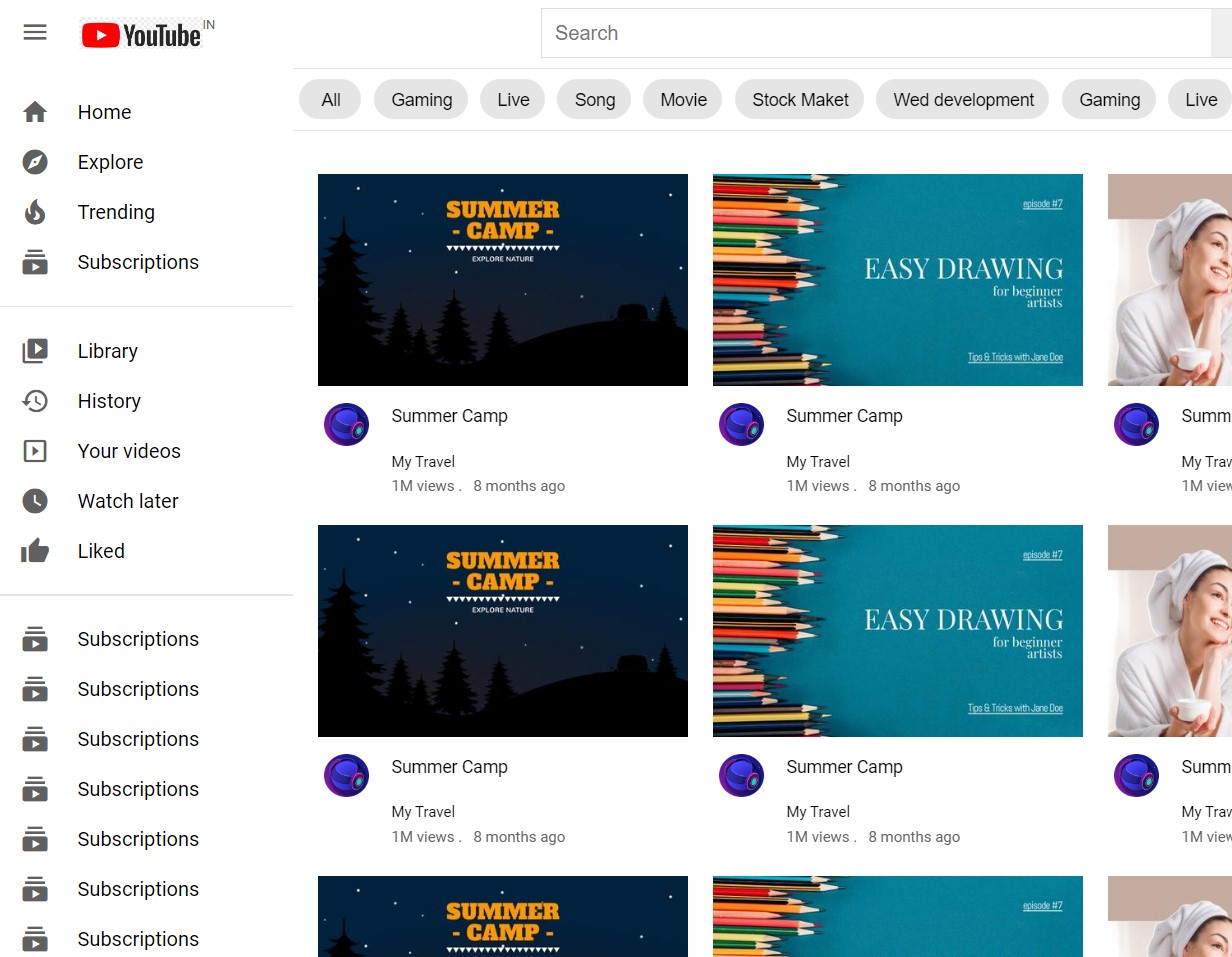 YouTube IN
Search
Home
Explore
Trending
Subscriptions
Library
History
Your videos
Watch later
Liked
Subscriptions
Subscriptions
Subscriptions
Subscriptions
Subscriptions
Subscriptions
Subscriptions
All Gaming Live Song Movie Stock Maket Wed development Gaming Live
SUMMER
- CAMP -
EXPLORE NATURE
episode #7
EASY DRAWING
for beginner
artists
Tips & Tricks with Jane Doe
Summer Camp
My Travel
1M views . 8 months ago
Summer Camp
My Travel
1M views . 8 months ago
Summ
My Trav
1M view
SUMMER
- CAMP -
EXPLORE NATURE
episode #7
EASY DRAWING
for beginner
artists
Tips & Tricks with Jane Doe
Summer Camp
My Travel
1M views . 8 months ago
Summer Camp
My Travel
1M views . 8 months ago
Summ
My Trav
1M view
SUMMER
- CAMP -
episode #7